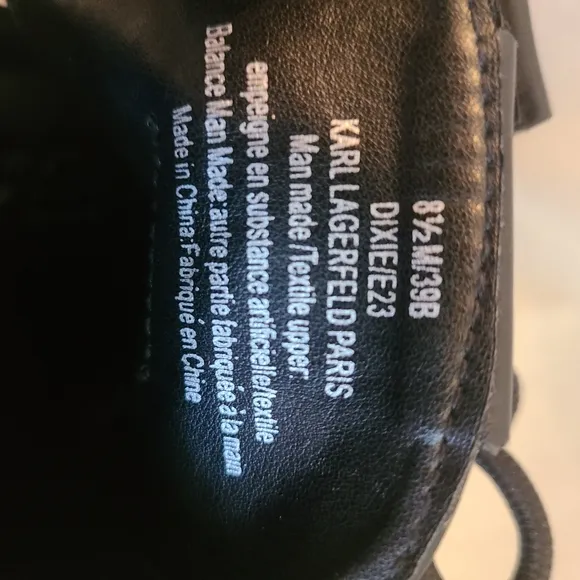 8½ M/39B
DIXIE/E23
KARL LAGERFELD PARIS
Man made /Textile upper:
empeigne en substance artificielle/textile
Balance Man Made:autre partie fabriquée à la mann
Made in China:Fabriqué en Chine